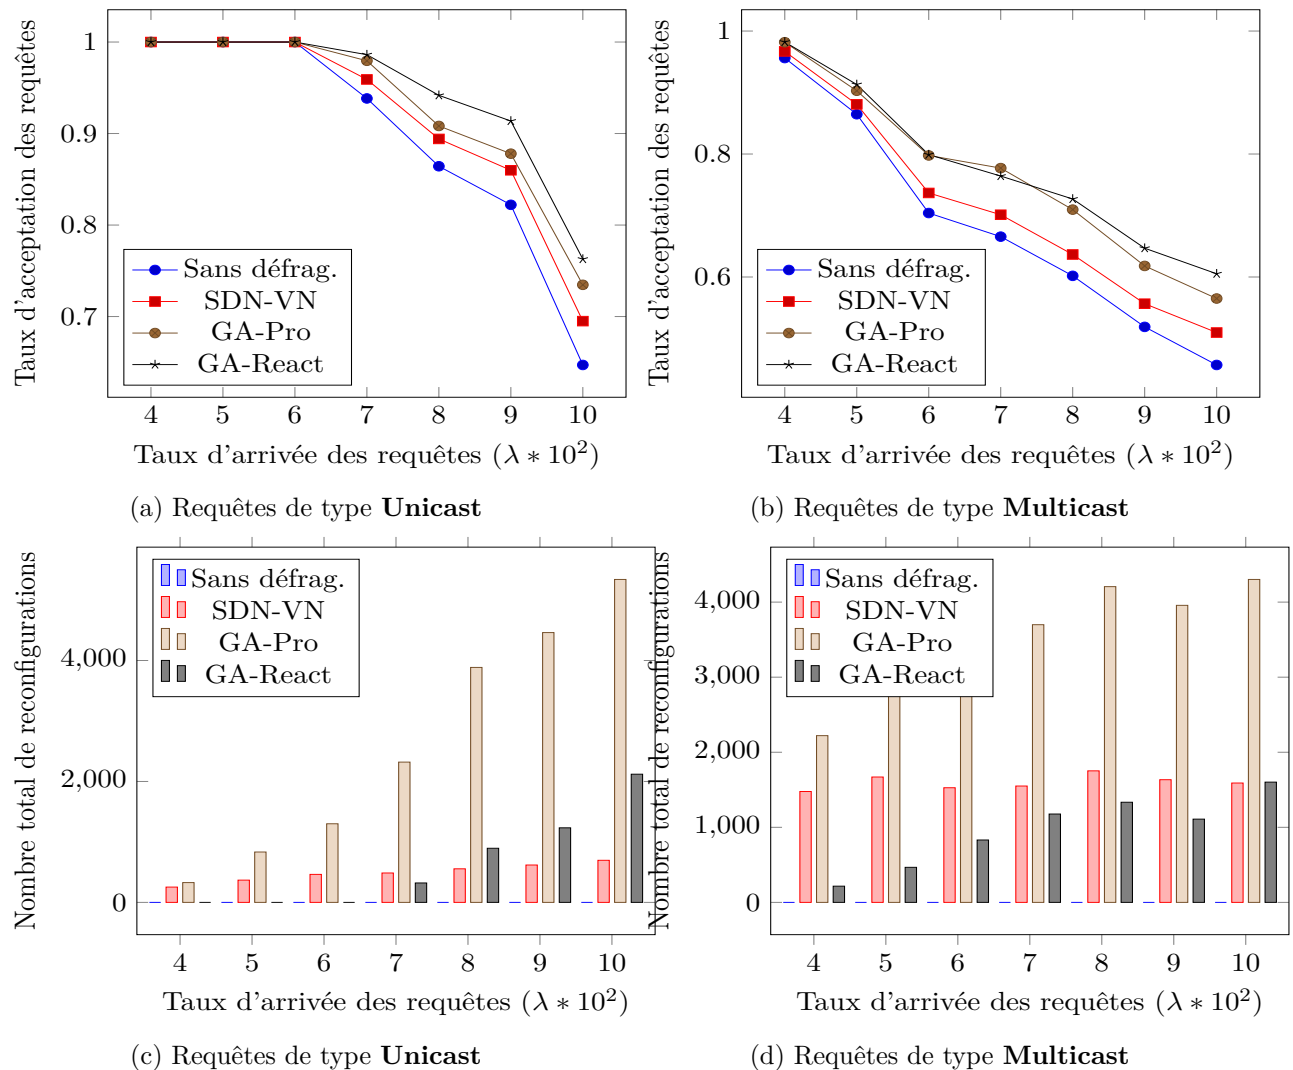 Taux d'acceptation des requêtes
1
0.9
0.8
0.7
Sans défrag.
SDN-VN
GA-Pro
GA-React
4 5 6 7 8 9 10
Taux d'arrivée des requêtes (λ ∗ 10²)
(a) Requêtes de type Unicast
Taux d'acceptation des requêtes
1
0.8
0.6
Sans défrag.
SDN-VN
GA-Pro
GA-React
4 5 6 7 8 9 10
Taux d'arrivée des requêtes (λ ∗ 10²)
(b) Requêtes de type Multicast
Nombre total de reconfigurations
4,000
2,000
0
Sans défrag.
SDN-VN
GA-Pro
GA-React
4 5 6 7 8 9 10
Taux d'arrivée des requêtes (λ ∗ 10²)
(c) Requêtes de type Unicast
Nombre total de reconfigurations
4,000
3,000
2,000
1,000
0
Sans défrag.
SDN-VN
GA-Pro
GA-React
4 5 6 7 8 9 10
Taux d'arrivée des requêtes (λ ∗ 10²)
(d) Requêtes de type Multicast